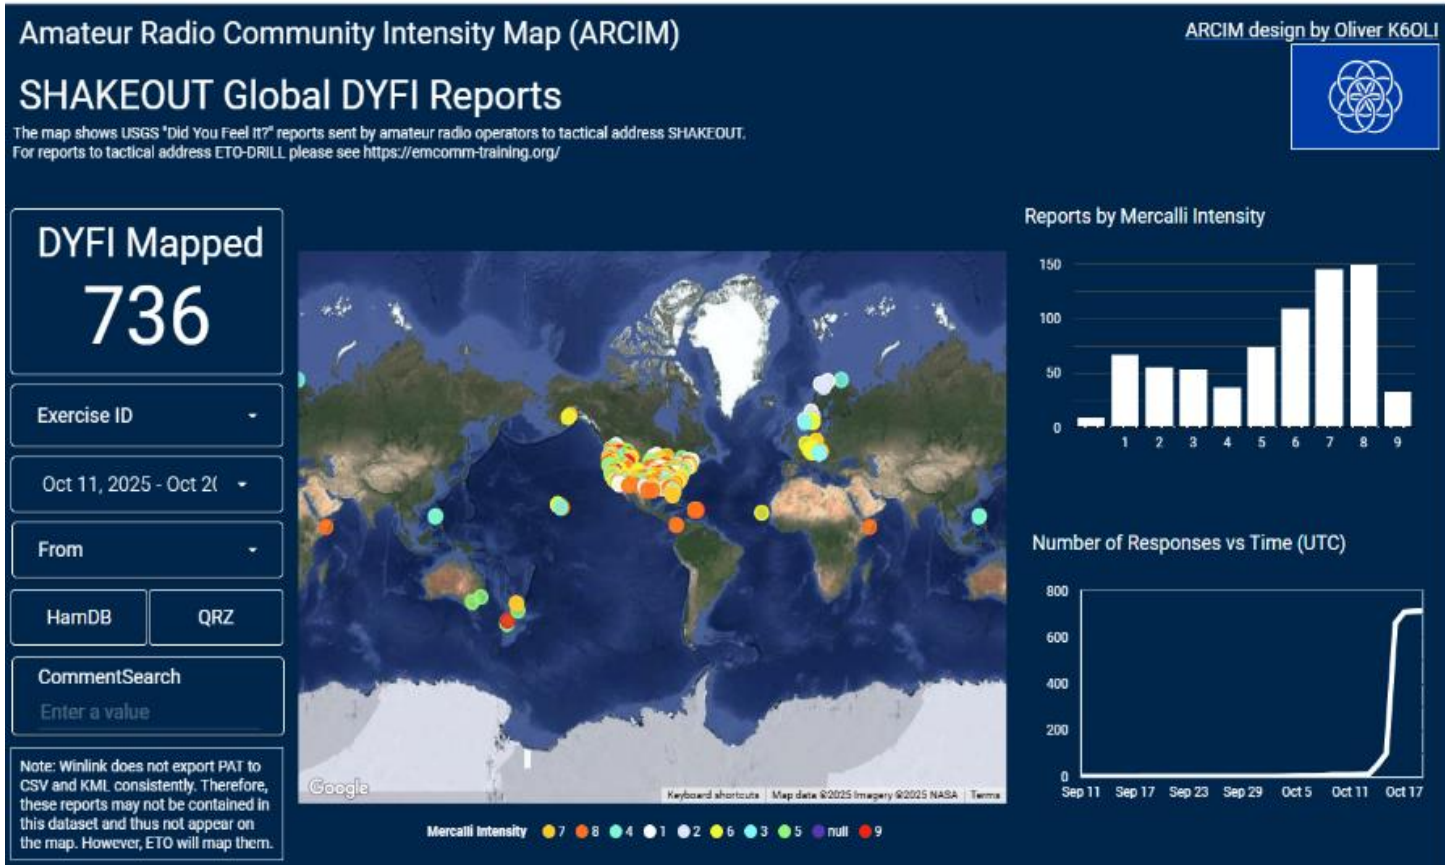 Amateur Radio Community Intensity Map (ARCIM)
ARCIM design by Oliver K6OLI
SHAKEOUT Global DYFI Reports
The map shows USGS "Did You Feel It?" reports sent by amateur radio operators to tactical address SHAKEOUT.
For reports to tactical address ETO-DRILL please see https://emcomm-training.org/
DYFI Mapped
736
Exercise ID
Oct 11, 2025 - Oct 2(
From
HamDB
QRZ
CommentSearch
Enter a value
Note: Winlink does not export PAT to
CSV and KML consistently. Therefore,
these reports may not be contained in
this dataset and thus not appear on
the map. However, ETO will map them.
Google
Keyboard shortcuts Map data ©2025 Imagery ©2025 NASA Terms
Mercalli Intensity 7 8 4 1 2 6 3 5 null 9
Reports by Mercalli Intensity
150
100
50
0
1 2 3 4 5 6 7 8 9
Number of Responses vs Time (UTC)
800
600
400
200
0
Sep 11 Sep 17 Sep 23 Sep 29 Oct 5 Oct 11 Oct 17